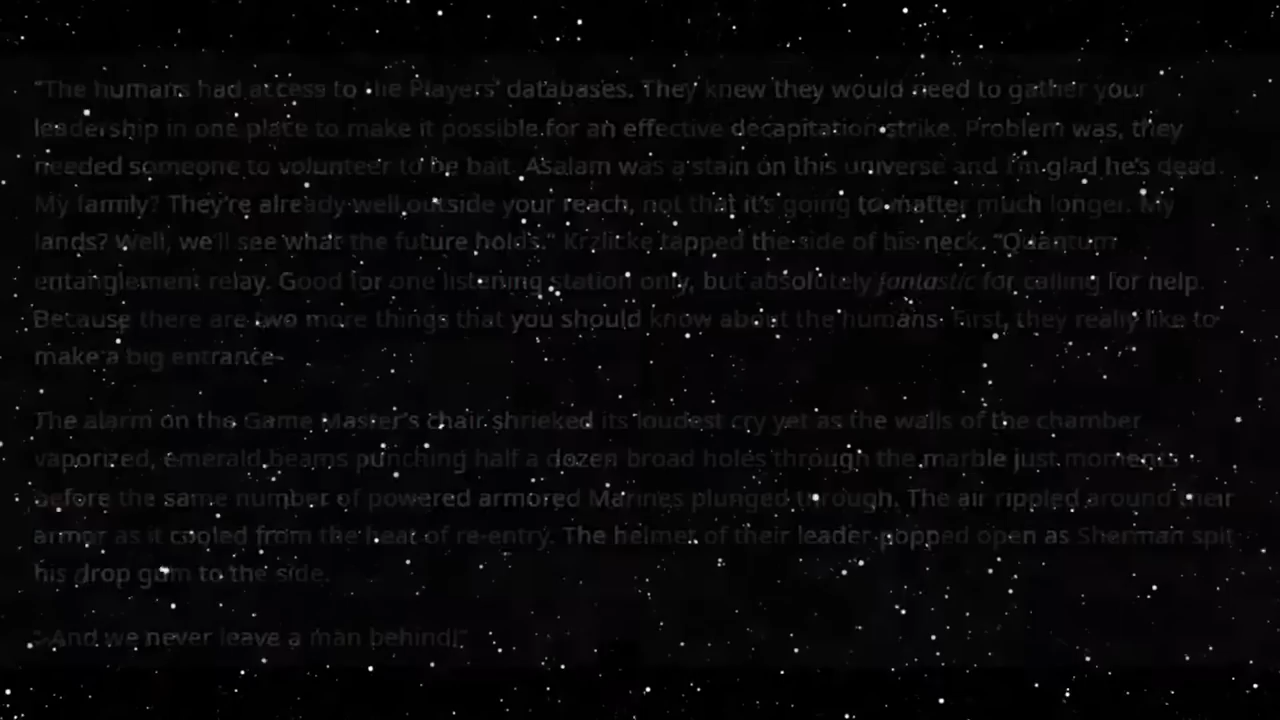 "The humans had access to the Players' databases. They knew they would need to gather your
leadership in one place to make it possible for an effective decapitation strike. Problem was, they
needed someone to volunteer to be bait. Asalam was a stain on this universe and I'm glad he's dead.
My family? They're already well outside your reach, not that it's going to matter much longer. My
lands? Well, we'll see what the future holds." Krzlicke tapped the side of his neck. "Quantum
entanglement relay. Good for one listening station only, but absolutely fantastic for calling for help.
Because there are two more things that you should know about the humans. First, they really like to
make a big entrance-
The alarm on the Game Master's chair shrieked its loudest cry yet as the walls of the chamber
vaporized, emerald beams punching half a dozen broad holes through the marble just moments
before the same number of powered armored Marines plunged through. The air rippled around their
armor as it cooled from the heat of re-entry. The helmet of their leader popped open as Sherman spit
his drop gum to the side.
"-And we never leave a man behind!"